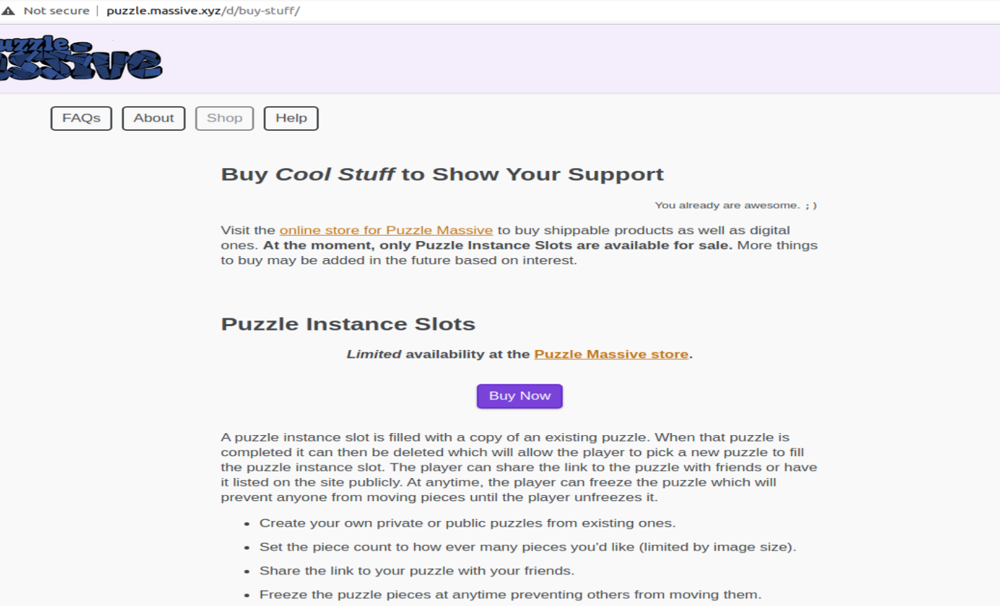 Not secure | puzzle.massive.xyz/d/buy-stuff/
uzzle
ssive
FAQs About Shop Help
Buy Cool Stuff to Show Your Support
You already are awesome. ; )
Visit the online store for Puzzle Massive to buy shippable products as well as digital
ones. At the moment, only Puzzle Instance Slots are available for sale. More things
to buy may be added in the future based on interest.
Puzzle Instance Slots
Limited availability at the Puzzle Massive store.
Buy Now
A puzzle instance slot is filled with a copy of an existing puzzle. When that puzzle is
completed it can then be deleted which will allow the player to pick a new puzzle to fill
the puzzle instance slot. The player can share the link to the puzzle with friends or have
it listed on the site publicly. At anytime, the player can freeze the puzzle which will
prevent anyone from moving pieces until the player unfreezes it.
• Create your own private or public puzzles from existing ones.
• Set the piece count to how ever many pieces you'd like (limited by image size).
• Share the link to your puzzle with your friends.
• Freeze the puzzle pieces at anytime preventing others from moving them.